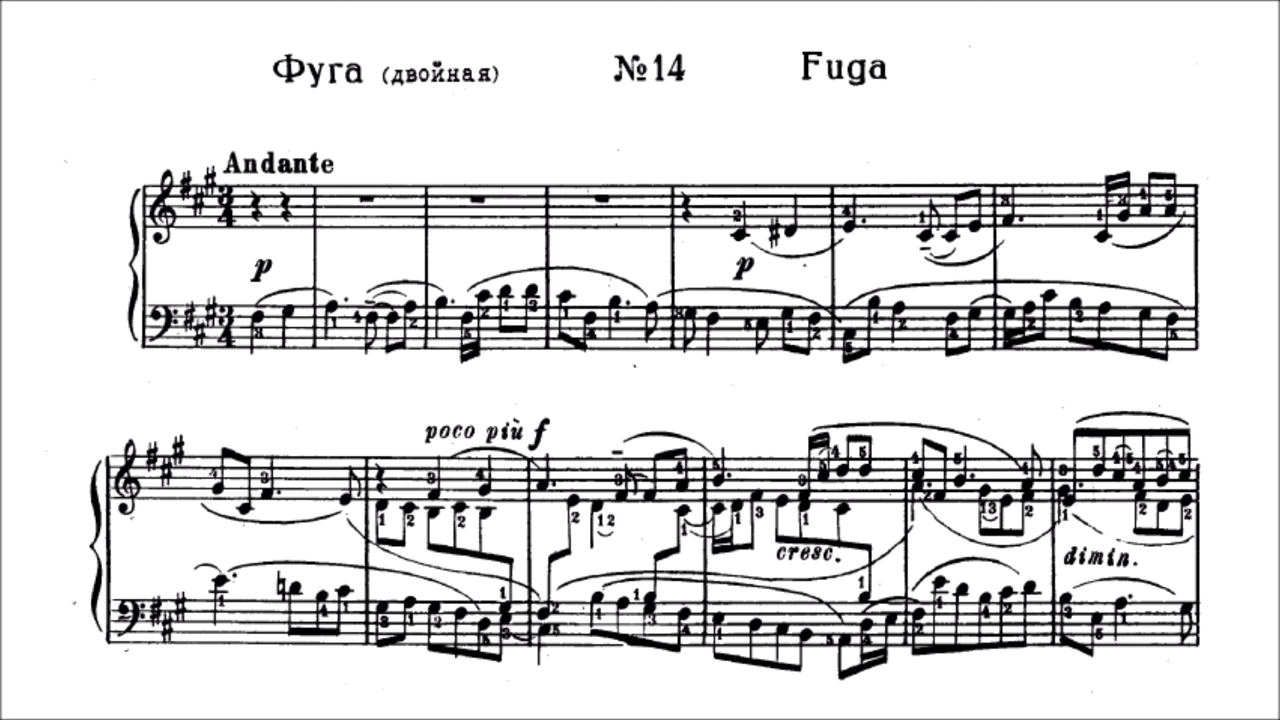 Фуга (двойная) №14 Fuga
Andante
p
p
poco più f
cresc.
dimin.